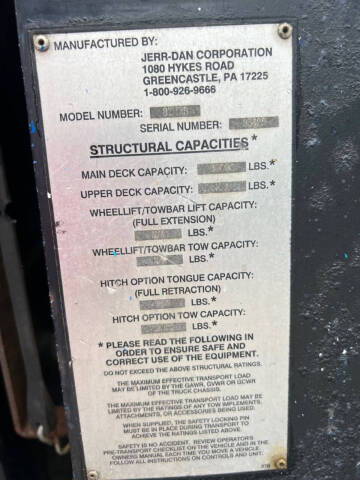 MANUFACTURED BY:
JERR-DAN CORPORATION
1080 HYKES ROAD
GREENCASTLE, PA 17225
1-800-926-9666
MODEL NUMBER:
SERIAL NUMBER
STRUCTURAL CAPACITIES*
MAIN DECK CAPACITY: LBS.*
UPPER DECK CAPACITY: LBS.*
WHEELLIFT/TOWBAR LIFT CAPACITY:
(FULL EXTENSION)
LBS.*
WHEELLIFT/TOWBAR TOW CAPACITY:
LBS.*
HITCH OPTION TONGUE CAPACITY:
(FULL RETRACTION)
LBS.*
HITCH OPTION TOW CAPACITY:
LBS.*
* PLEASE READ THE FOLLOWING IN
ORDER TO ENSURE SAFE AND
CORRECT USE OF THE EQUIPMENT.
DO NOT EXCEED THE ABOVE STRUCTURAL RATINGS.
THE MAXIMUM EFFECTIVE TRANSPORT LOAD
MAY BE LIMITED BY THE GAWR, GVWR OR GCWR
OF THE TRUCK CHASSIS.
THE MAXIMUM EFFECTIVE TRANSPORT LOAD MAY BE
LIMITED BY THE RATINGS OF ANY TOW IMPLEMENTS,
ATTACHMENTS, OR ACCESSORIES BEING USED.
WHEN SUPPLIED, THE SAFETY LOCKING PIN
MUST BE IN PLACE DURING TRANSPORT TO
ACHIEVE THE RATINGS LISTED ABOVE.
SAFETY IS NO ACCIDENT. REVIEW OPERATORS
PRE-TRANSPORT CHECKLIST ON THE VEHICLE AND IN THE
OWNERS MANUAL EACH TIME YOU MOVE A VEHICLE.
FOLLOW ALL INSTRUCTIONS ON CONTROLS AND UNIT.